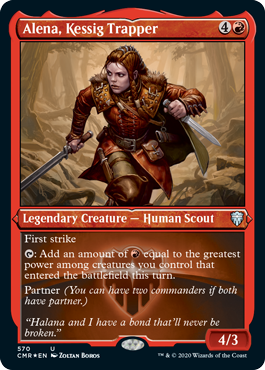 Alena, Kessig Trapper 4
Legendary Creature — Human Scout
First strike
: Add an amount of equal to the greatest
power among creatures you control that
entered the battlefield this turn.
Partner (You can have two commanders if both
have partner.)
"Halana and I have a bond that'll never be
broken."
4/3
570 U
CMR EN ZOLTAN BOROS ™ & © 2020 Wizards of the Coast